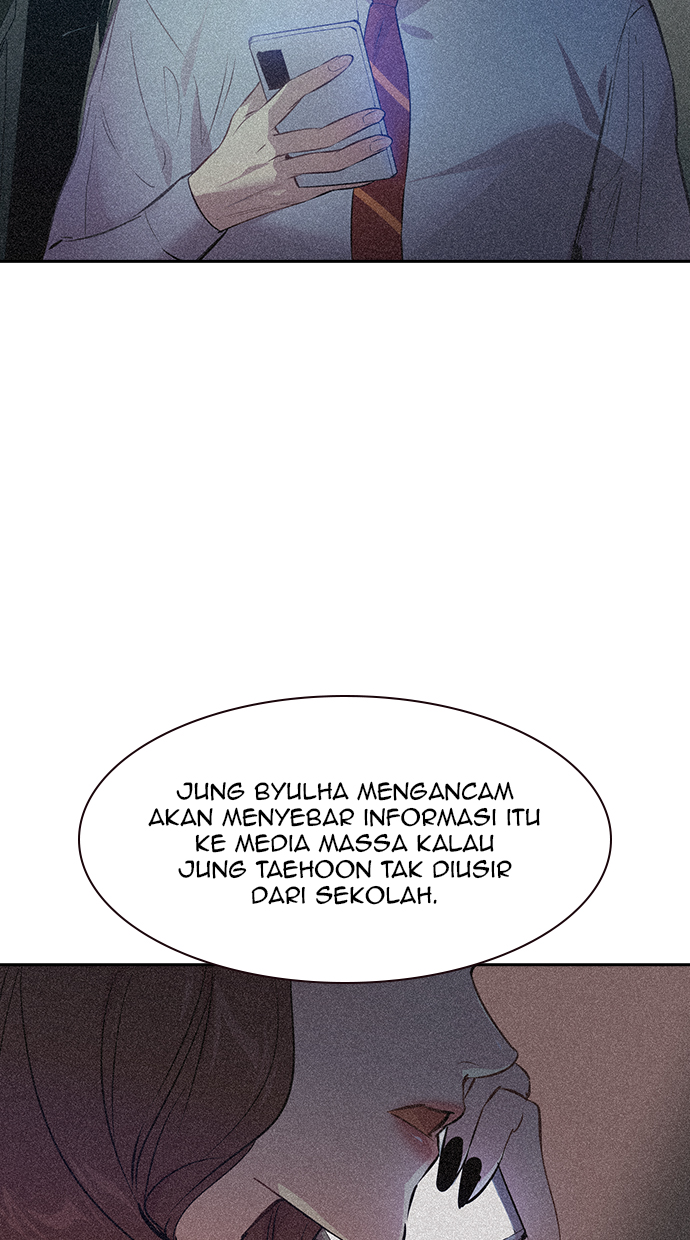 JUNG BYULHA MENGANCAM
AKAN MENYEBAR INFORMASI ITU
KE MEDIA MASSA KALAU
JUNG TAEHOON TAK DIUSIR
DARI SEKOLAH.